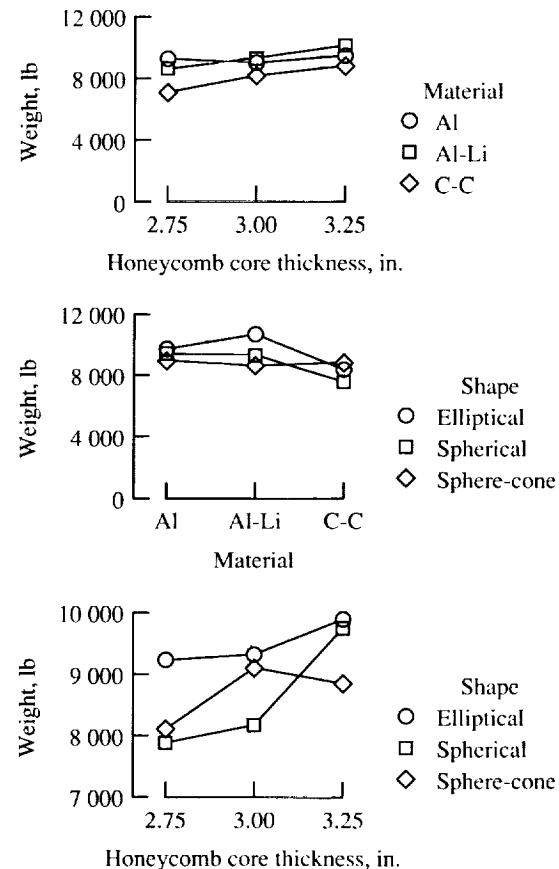 12 000
8 000
4 000
0
Weight, lb
2.75 3.00 3.25
Honeycomb core thickness, in.
Material
Al
Al-Li
C-C
12 000
8 000
4 000
0
Weight, lb
Al Al-Li C-C
Material
Shape
Elliptical
Spherical
Sphere-cone
10 000
9 000
8 000
7 000
Weight, lb
2.75 3.00 3.25
Honeycomb core thickness, in.
Shape
Elliptical
Spherical
Sphere-cone